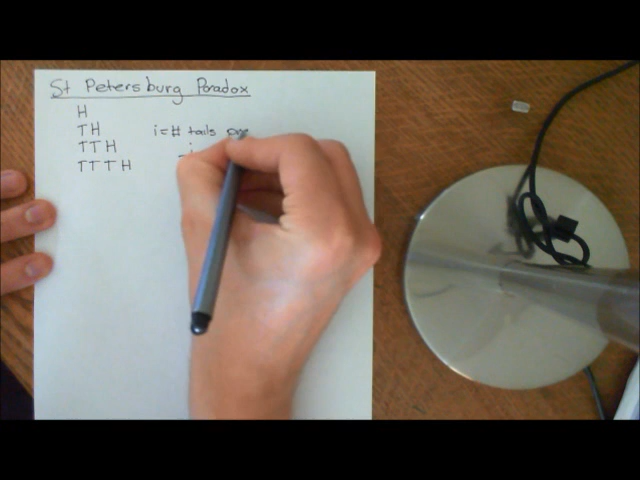 St Petersburg Paradox
H
TH i=# tails
TTH
TTTH